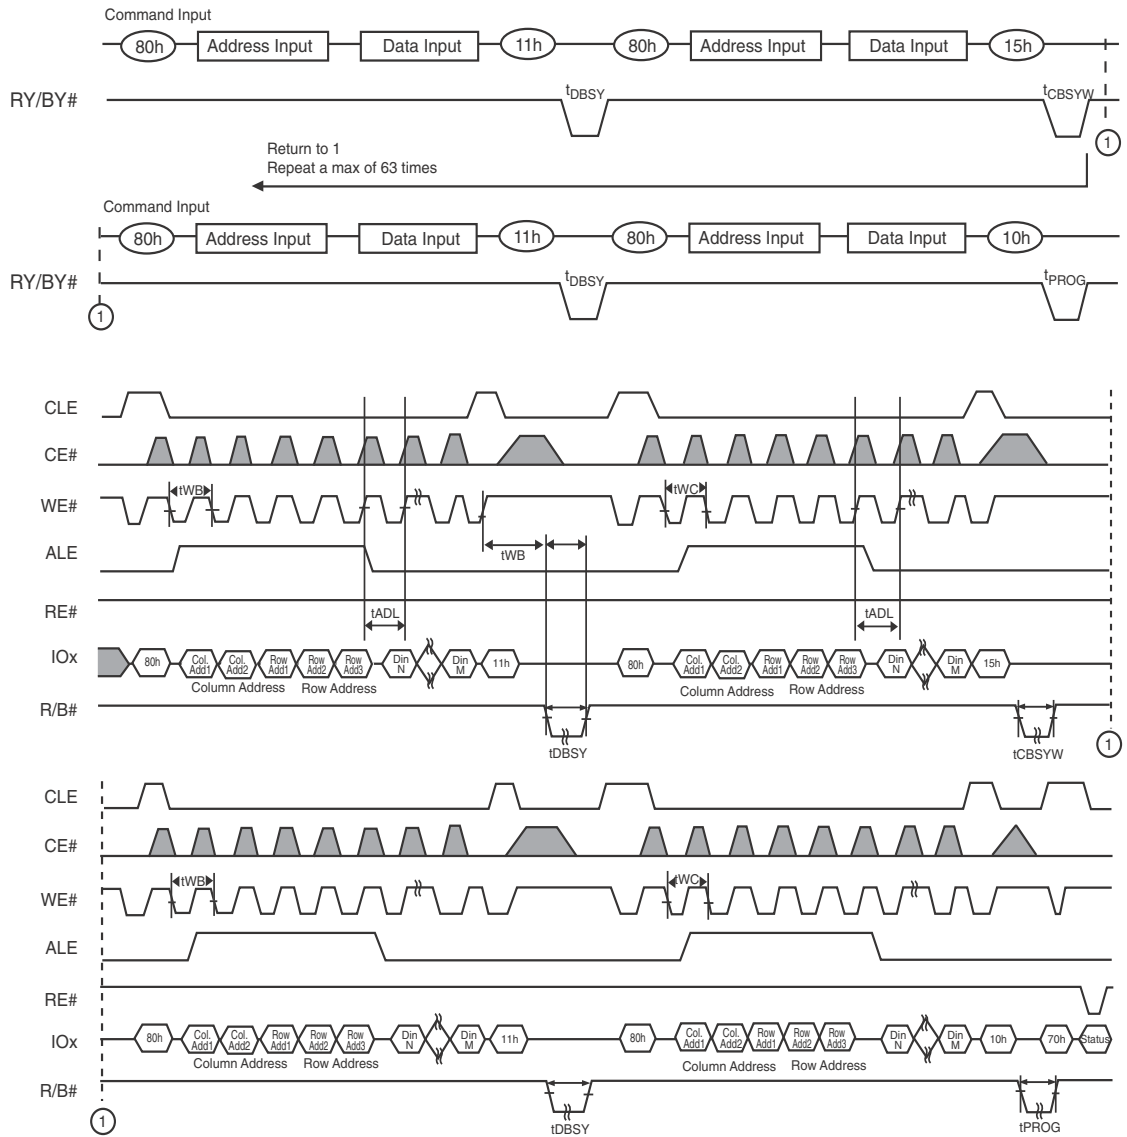 Command Input
80h Address Input Data Input 11h 80h Address Input Data Input 15h
RY/BY# tDBSY tCBSYW
1
Return to 1
Repeat a max of 63 times
Command Input
80h Address Input Data Input 11h 80h Address Input Data Input 10h
RY/BY# tDBSY tPROG
1
CLE
CE#
WE# tWB tWC
ALE tWB
RE# tADL tADL
IOx 80h Col. Add1 Col. Add2 Row Add1 Row Add2 Row Add3 Din N Din M 11h 80h Col. Add1 Col. Add2 Row Add1 Row Add2 Row Add3 Din N Din M 15h
Column Address Row Address Column Address Row Address
R/B#
tDBSY tCBSYW 1
CLE
CE#
WE# tWB tWC
ALE
RE#
IOx 80h Col. Add1 Col. Add2 Row Add1 Row Add2 Row Add3 Din N Din M 11h 80h Col. Add1 Col. Add2 Row Add1 Row Add2 Row Add3 Din N Din M 10h 70h Status
Column Address Row Address Column Address Row Address
R/B#
1 tDBSY tPROG